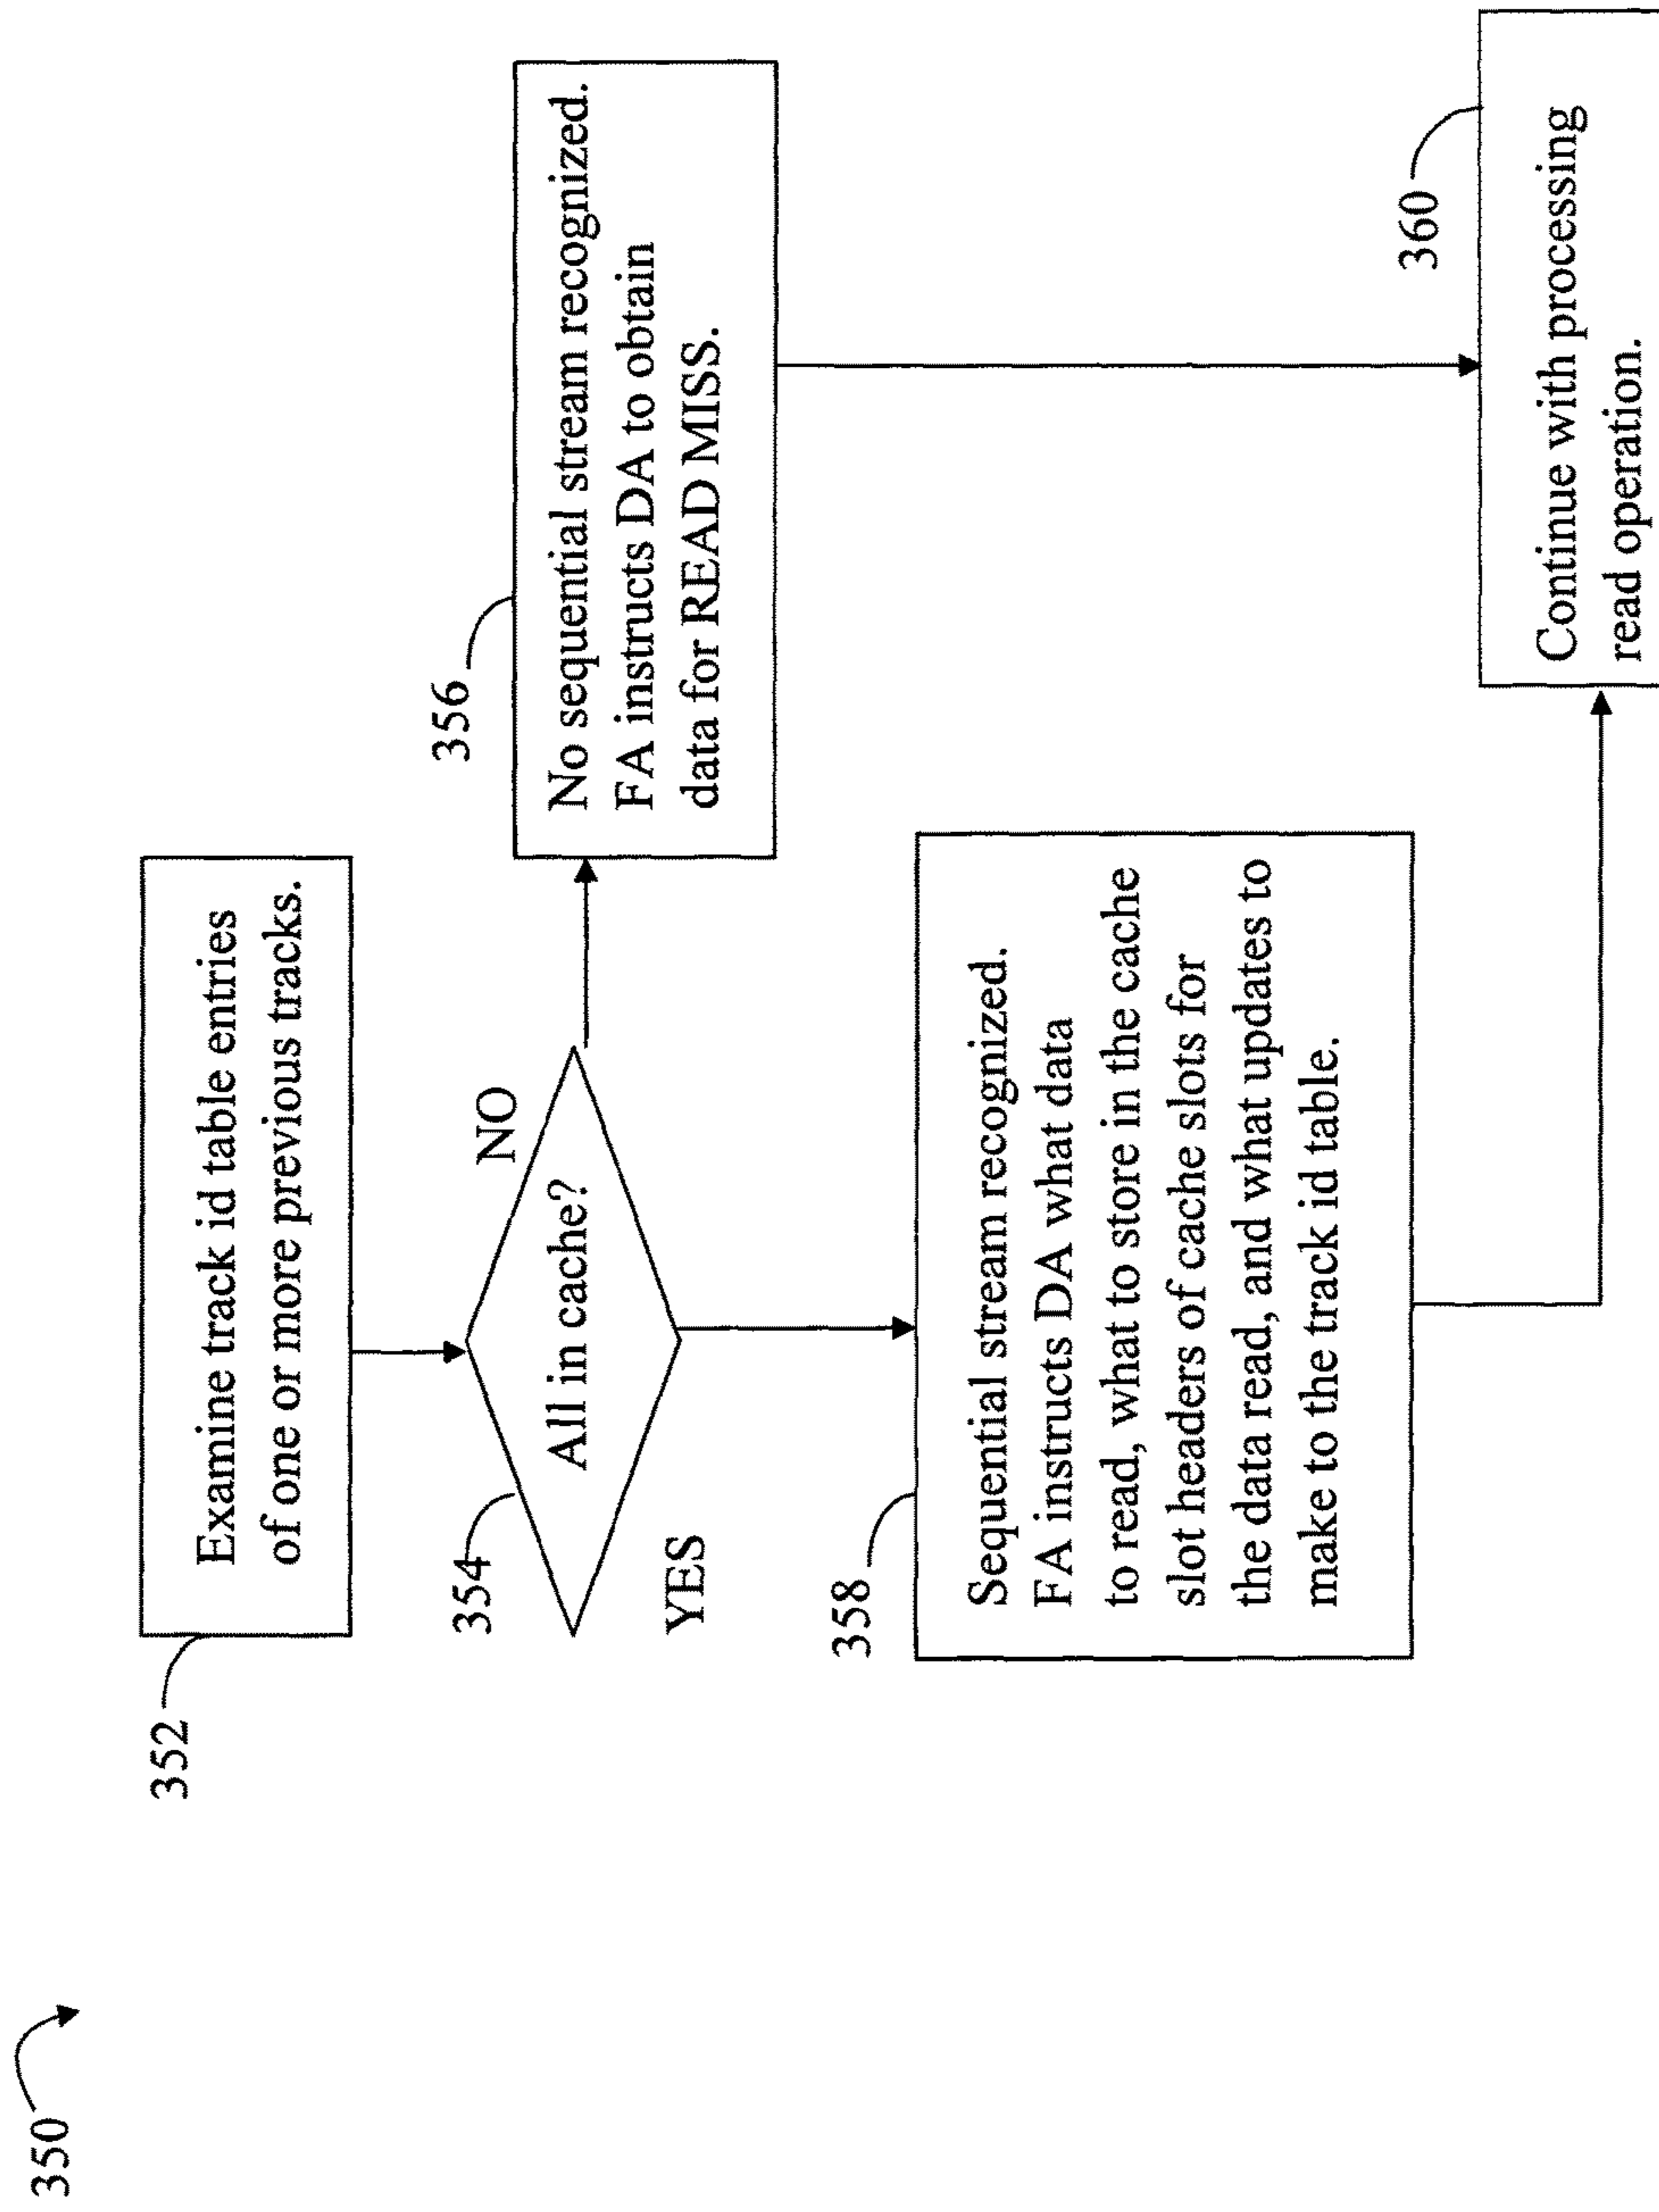 350
352
Examine track id table entries
of one or more previous tracks.
354
All in cache?
NO
YES
356
No sequential stream recognized.
FA instructs DA to obtain
data for READ MISS.
358
Sequential stream recognized.
FA instructs DA what data
to read, what to store in the cache
slot headers of cache slots for
the data read, and what updates to
make to the track id table.
360
Continue with processing
read operation.